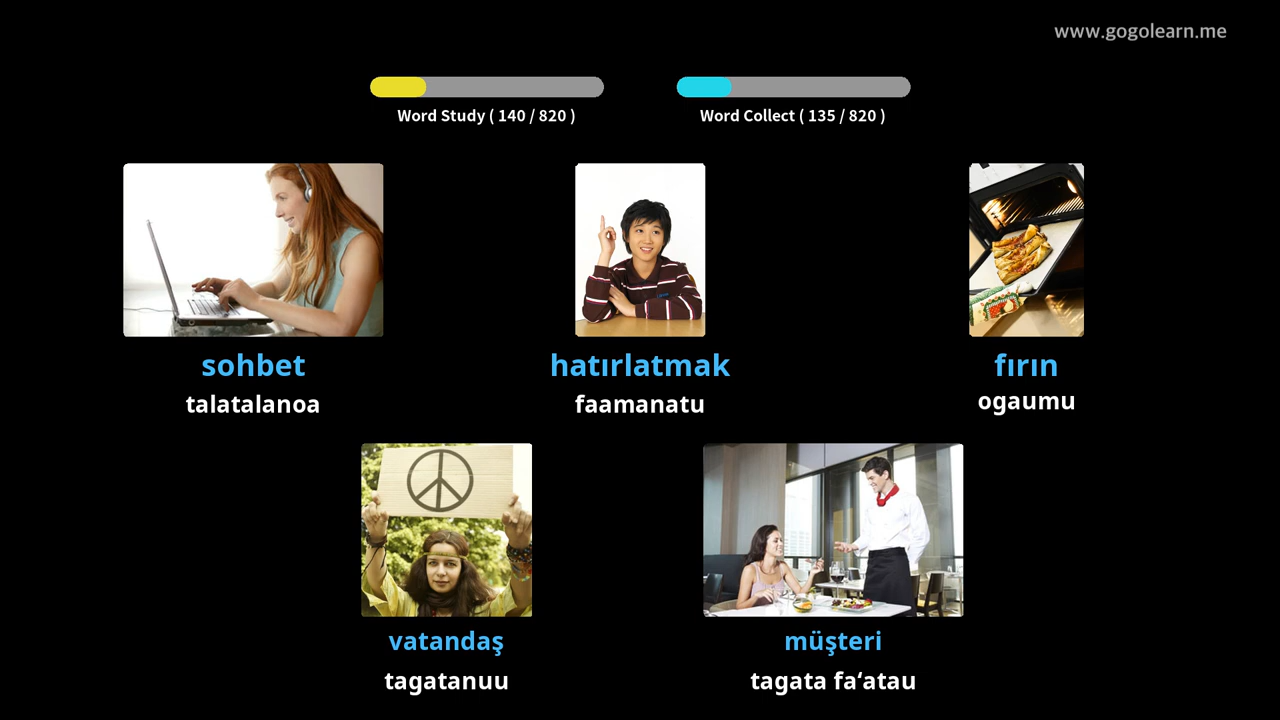 www.gogolearn.me
Word Study ( 140 / 820 )
Word Collect ( 135 / 820 )
sohbet
talatalanoa
hatırlatmak
faamanatu
fırın
ogaumu
vatandaş
tagatanuu
müşteri
tagata fa‘atau